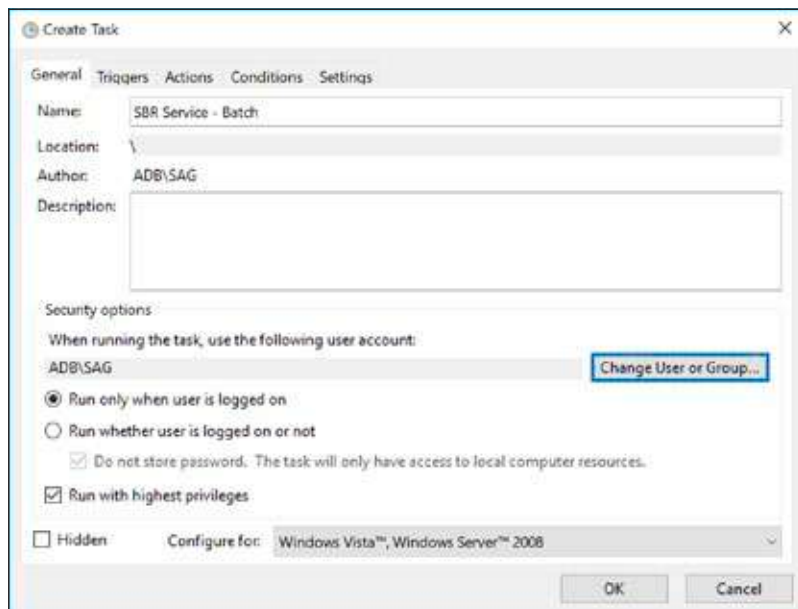 Create Task
General Triggers Actions Conditions Settings
Name: SBR Service - Batch
Location: \
Author: ADB\SAG
Description:
Security options
When running the task, use the following user account:
ADB\SAG Change User or Group...
Run only when user is logged on
Run whether user is logged on or not
Do not store password. The task will only have access to local computer resources.
Run with highest privileges
Hidden Configure for: Windows Vista™, Windows Server™ 2008
OK Cancel